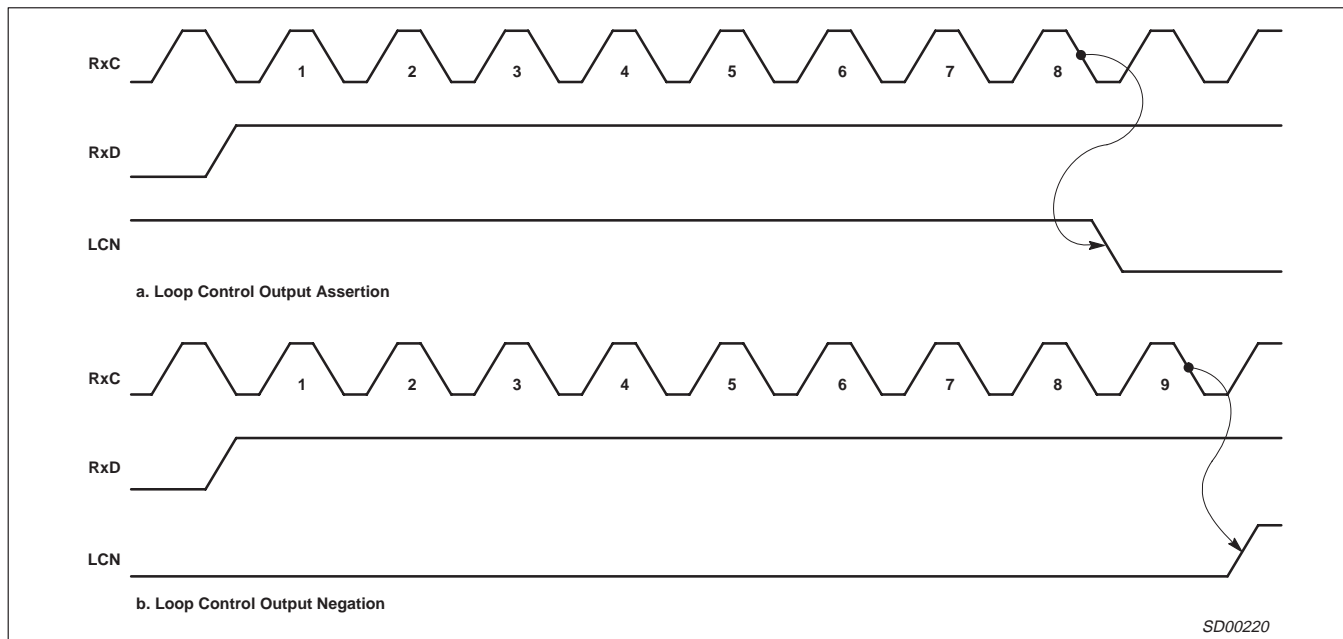 RxC 1 2 3 4 5 6 7 8
RxD
LCN
a. Loop Control Output Assertion
RxC 1 2 3 4 5 6 7 8 9
RxD
LCN
b. Loop Control Output Negation
SD00220